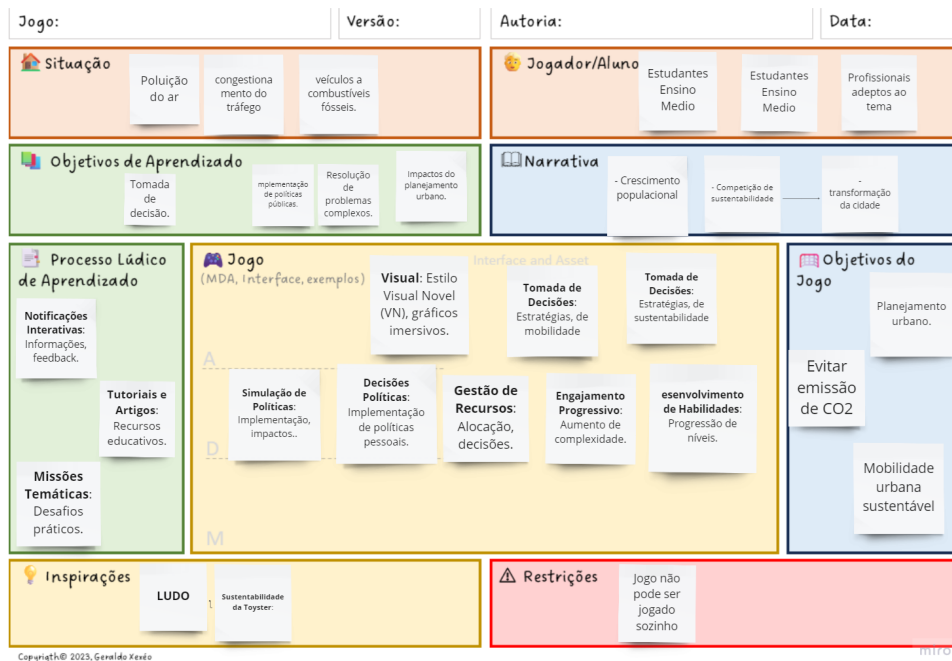 Jogo:
Versão:
Autoria:
Data:
Situação
Poluição
do ar
congestiona
mento do
tráfego
veículos a
combustíveis
fósseis.
Jogador/Aluno
Estudantes
Ensino
Medio
Estudantes
Ensino
Medio
Profissionais
adeptos ao
tema
Objetivos de Aprendizado
Tomada
de
decisão.
mplementação
de políticas
públicas.
Resolução
de
problemas
complexos.
Impactos do
planejamento
urbano.
Narrativa
- Crescimento
populacional
- Competição de
sustentabilidade
-
transformação
da cidade
Processo Lúdico
de Aprendizado
Notificações
Interativas:
Informações,
feedback.
Tutoriais e
Artigos:
Recursos
educativos.
Missões
Temáticas:
Desafios
práticos.
Jogo
(MDA, Interface, exemplos)
Interface and Asset
Visual: Estilo
Visual Novel
(VN), gráficos
imersivos.
Tomada de
Decisões:
Estratégias, de
mobilidade
Tomada de
Decisões:
Estratégias, de
sustentabilidade
A
Simulação de
Políticas:
Implementação,
impactos..
Decisões
Políticas:
Implementação
de políticas
pessoais.
Gestão de
Recursos:
Alocação,
decisões.
Engajamento
Progressivo:
Aumento de
complexidade.
esenvolvimento
de Habilidades:
Progressão de
níveis.
D
M
Objetivos do
Jogo
Planejamento
urbano.
Evitar
emissão
de CO2
Mobilidade
urbana
sustentável
Inspirações
LUDO
Sustentabilidade
da Toyster:
Restrições
Jogo não
pode ser
jogado
sozinho
Copyriath© 2023, Geraldo Xexéo
miro